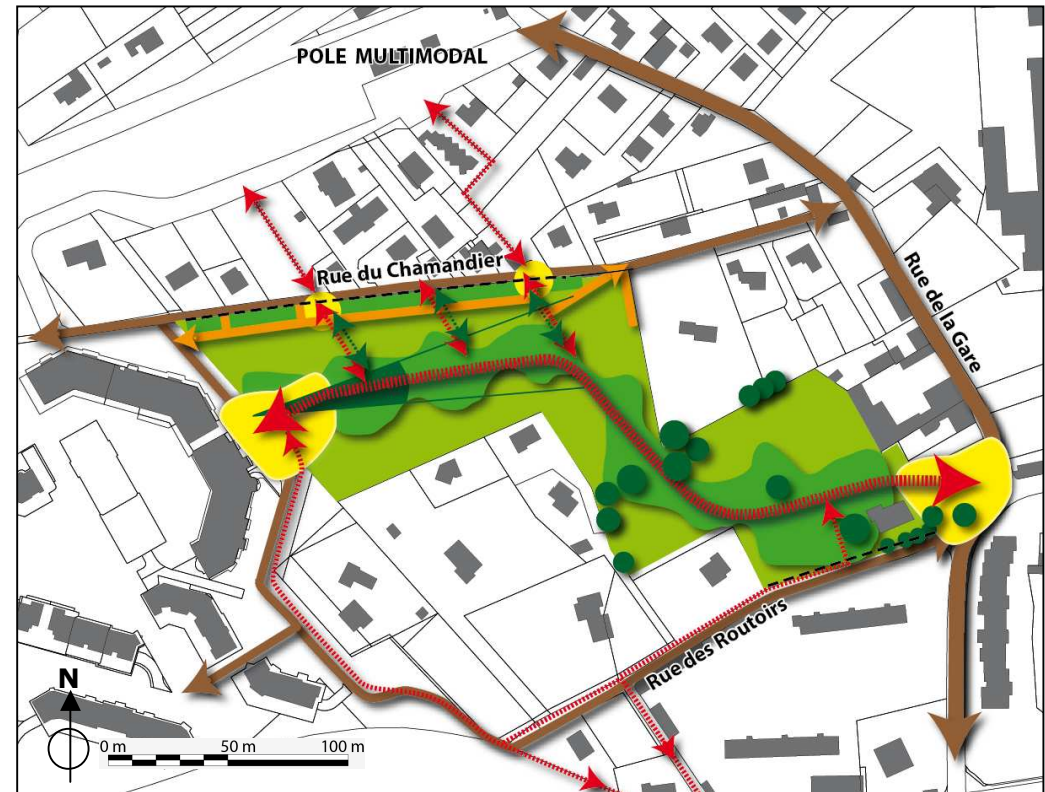 POLE MULTIMODAL
Rue du Chamandier
Rue de la Gare
Rue des Routoirs
N
0 m 50 m 100 m